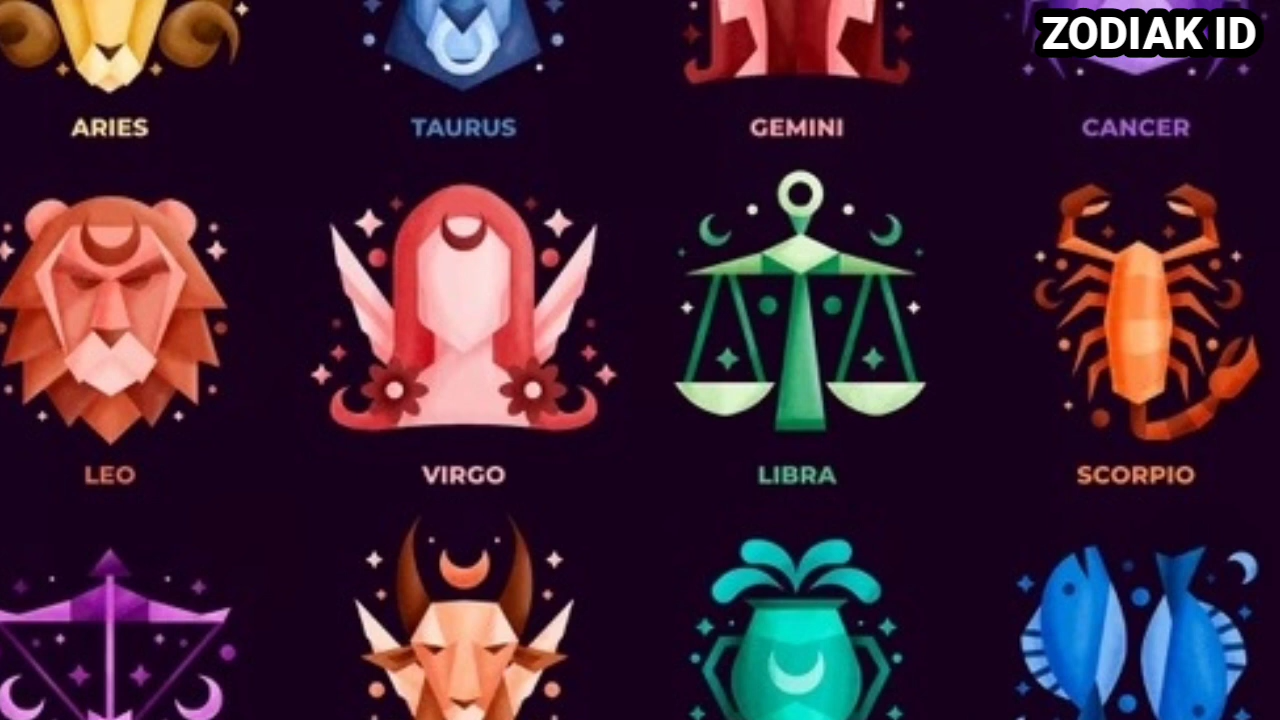 ZODIAK ID
ARIES
TAURUS
GEMINI
CANCER
LEO
VIRGO
LIBRA
SCORPIO